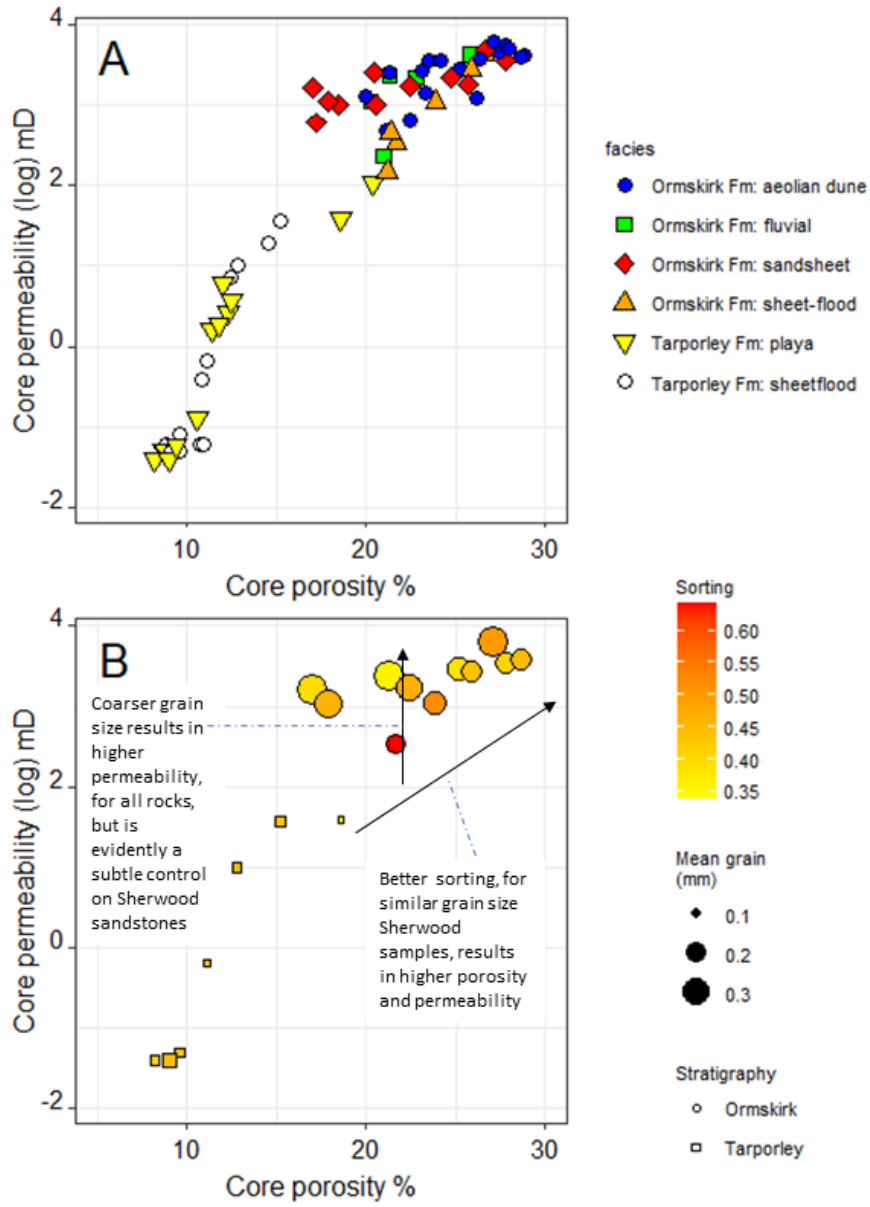 A
4
2
0
-2
Core permeability (log) mD
10
20
30
Core porosity %
facies
Ormskirk Fm: aeolian dune
Ormskirk Fm: fluvial
Ormskirk Fm: sandsheet
Ormskirk Fm: sheet-flood
Tarporley Fm: playa
Tarporley Fm: sheetflood
B
4
2
0
-2
Core permeability (log) mD
10
20
30
Core porosity %
Coarser grain
size results in
higher
permeability,
for all rocks,
but is
evidently a
subtle control
on Sherwood
sandstones
Better sorting, for
similar grain size
Sherwood
samples, results
in higher porosity
and permeability
Sorting
0.60
0.55
0.50
0.45
0.40
0.35
Mean grain
(mm)
0.1
0.2
0.3
Stratigraphy
Ormskirk
Tarporley